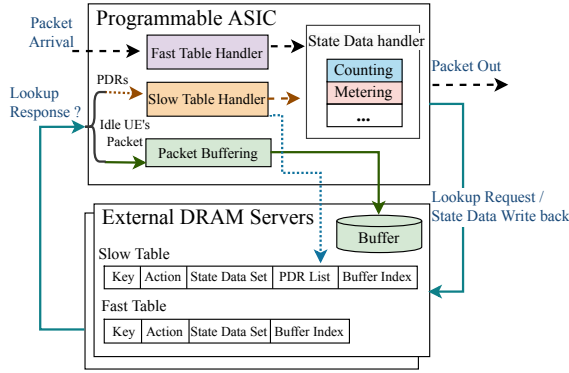 Programmable ASIC
Packet
Arrival
Fast Table Handler
State Data handler
Counting
Metering
...
Packet Out
PDRs
Lookup
Response ?
Slow Table Handler
Idle UE's
Packet
Packet Buffering
Lookup Request /
State Data Write back
External DRAM Servers
Buffer
Slow Table
Key Action State Data Set PDR List Buffer Index
Fast Table
Key Action State Data Set Buffer Index